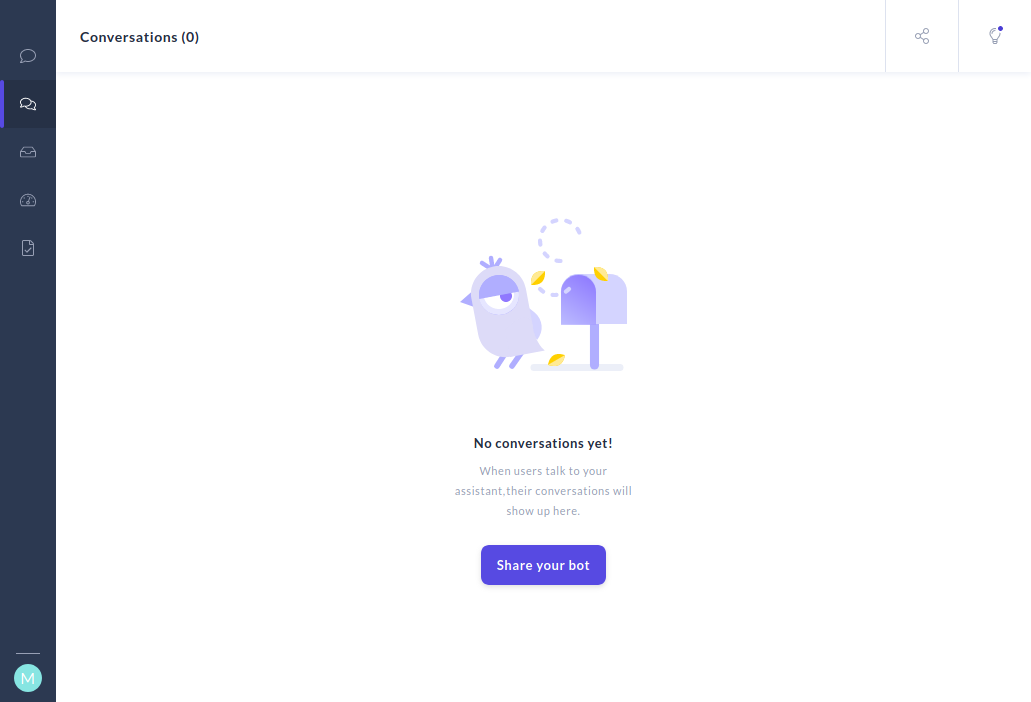 Conversations (0)
No conversations yet!
When users talk to your
assistant,their conversations will
show up here.
Share your bot
M